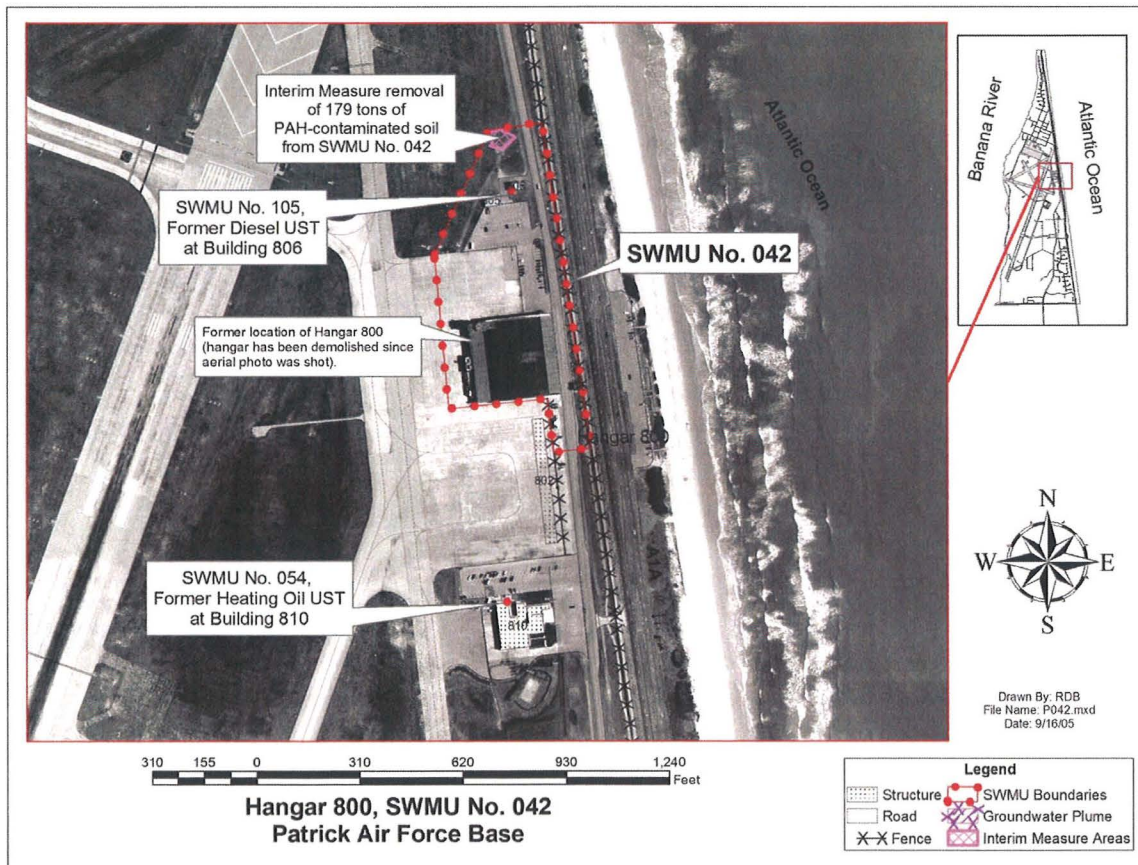 Interim Measure removal
of 179 tons of
PAH-contaminated soil
from SWMU No. 042
SWMU No. 105,
Former Diesel UST
at Building 806
SWMU No. 042
Former location of Hangar 800
(hangar has been demolished since
aerial photo was shot).
Hangar 800
802
SWMU No. 054,
Former Heating Oil UST
at Building 810
810
A1A
Atlantic Ocean
Banana River
Atlantic Ocean
N
W E
S
Drawn By: RDB
File Name: P042.mxd
Date: 9/16/05
310 155 0 310 620 930 1,240
Feet
Hangar 800, SWMU No. 042
Patrick Air Force Base
Legend
Structure SWMU Boundaries
Road Groundwater Plume
Fence Interim Measure Areas